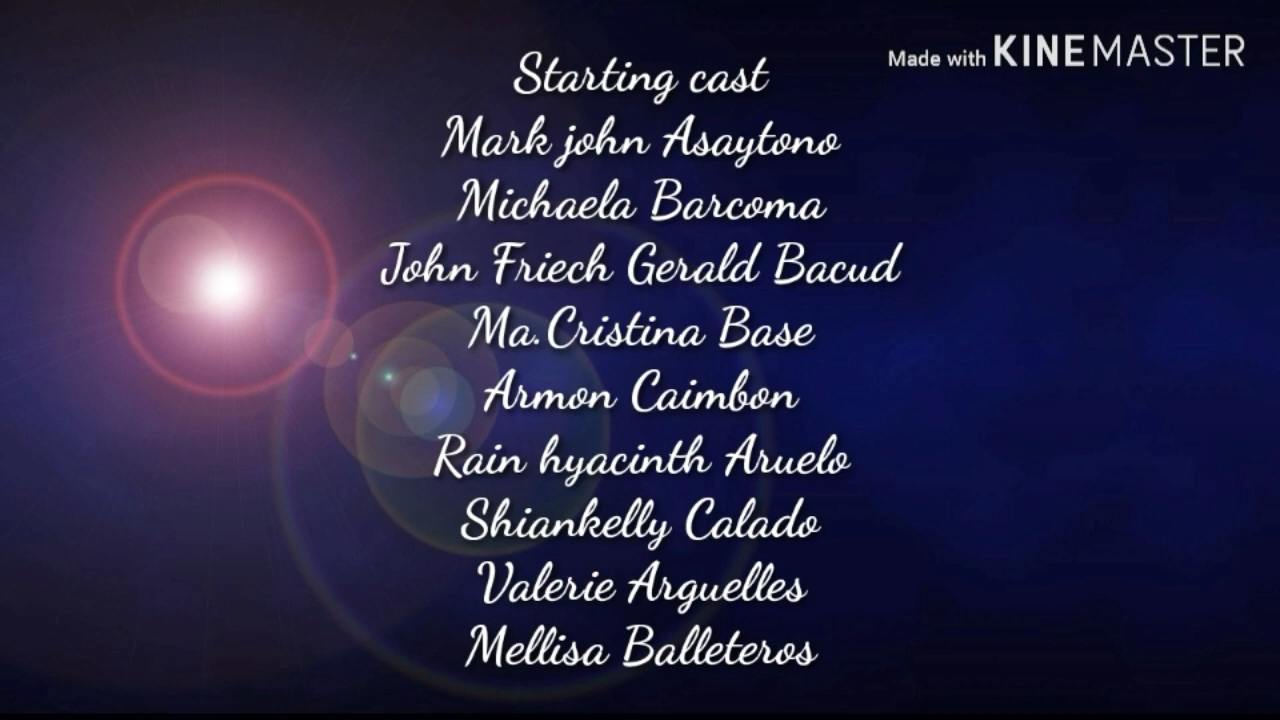 Made with KINEMASTER
Starting cast
Mark john Asaytono
Michaela Barcoma
John Friech Gerald Bacud
Ma.Cristina Base
Armon Caimbon
Rain hyacinth Aruelo
Shiankelly Calado
Valerie Arguelles
Mellisa Balleteros